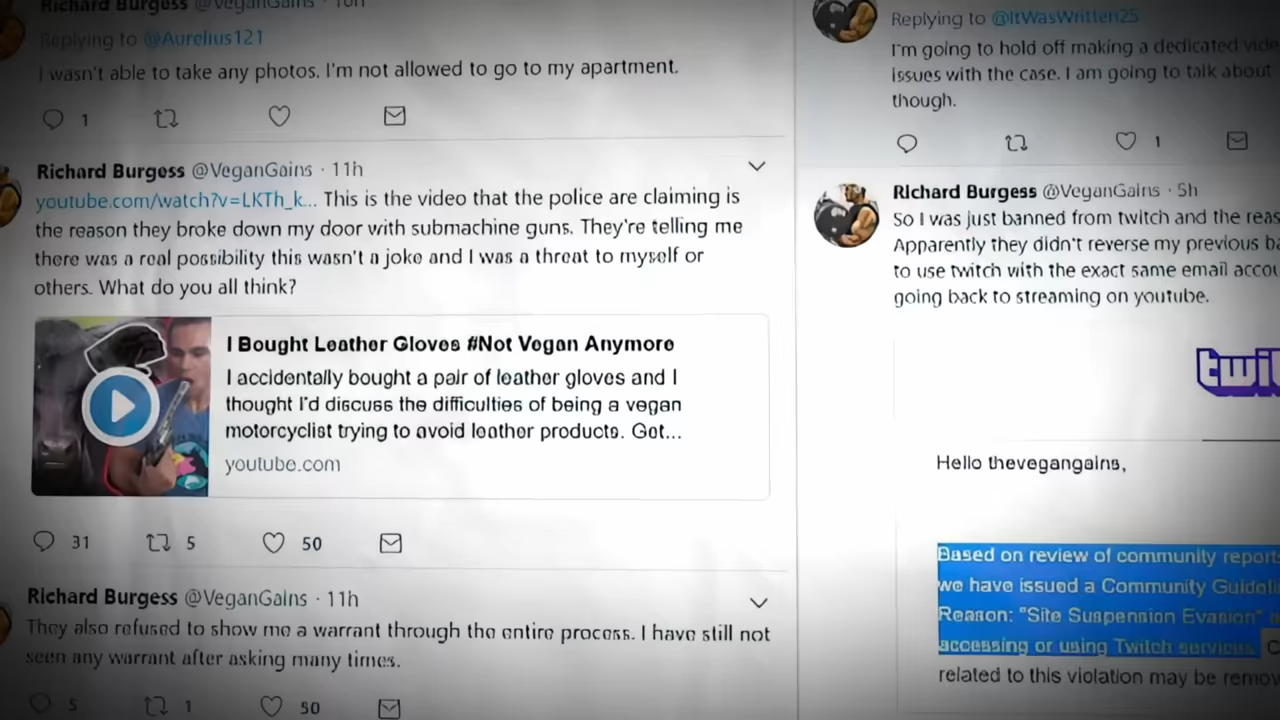 Richard Burgess @VeganGains · 10h
Replying to @Aurelius121
I wasn't able to take any photos. I'm not allowed to go to my apartment.
1
Richard Burgess @VeganGains · 11h
youtube.com/watch?v=LKTh_k... This is the video that the police are claiming is
the reason they broke down my door with submachine guns. They're telling me
there was a real possibility this wasn't a joke and I was a threat to myself or
others. What do you all think?
I Bought Leather Gloves #Not Vegan Anymore
I accidentally bought a pair of leather gloves and I
thought I'd discuss the difficulties of being a vegan
motorcyclist trying to avoid leather products. Get...
youtube.com
31 5 50
Richard Burgess @VeganGains · 11h
They also refused to show me a warrant through the entire process. I have still not
seen any warrant after asking many times.
5 1 50
Replying to @ItWasWritten25
I'm going to hold off making a dedicated
issues with the case. I am going to talk about
though.
1
Richard Burgess @VeganGains · 5h
So I was just banned from twitch and the
Apparently they didn't reverse my previous
to use twitch with the exact same email
going back to streaming on youtube.
twi
Hello thevegangains,
Based on review of community
we have issued a Community
Reason: "Site Suspension Evasion"
accessing or using Twitch services.
related to this violation may be